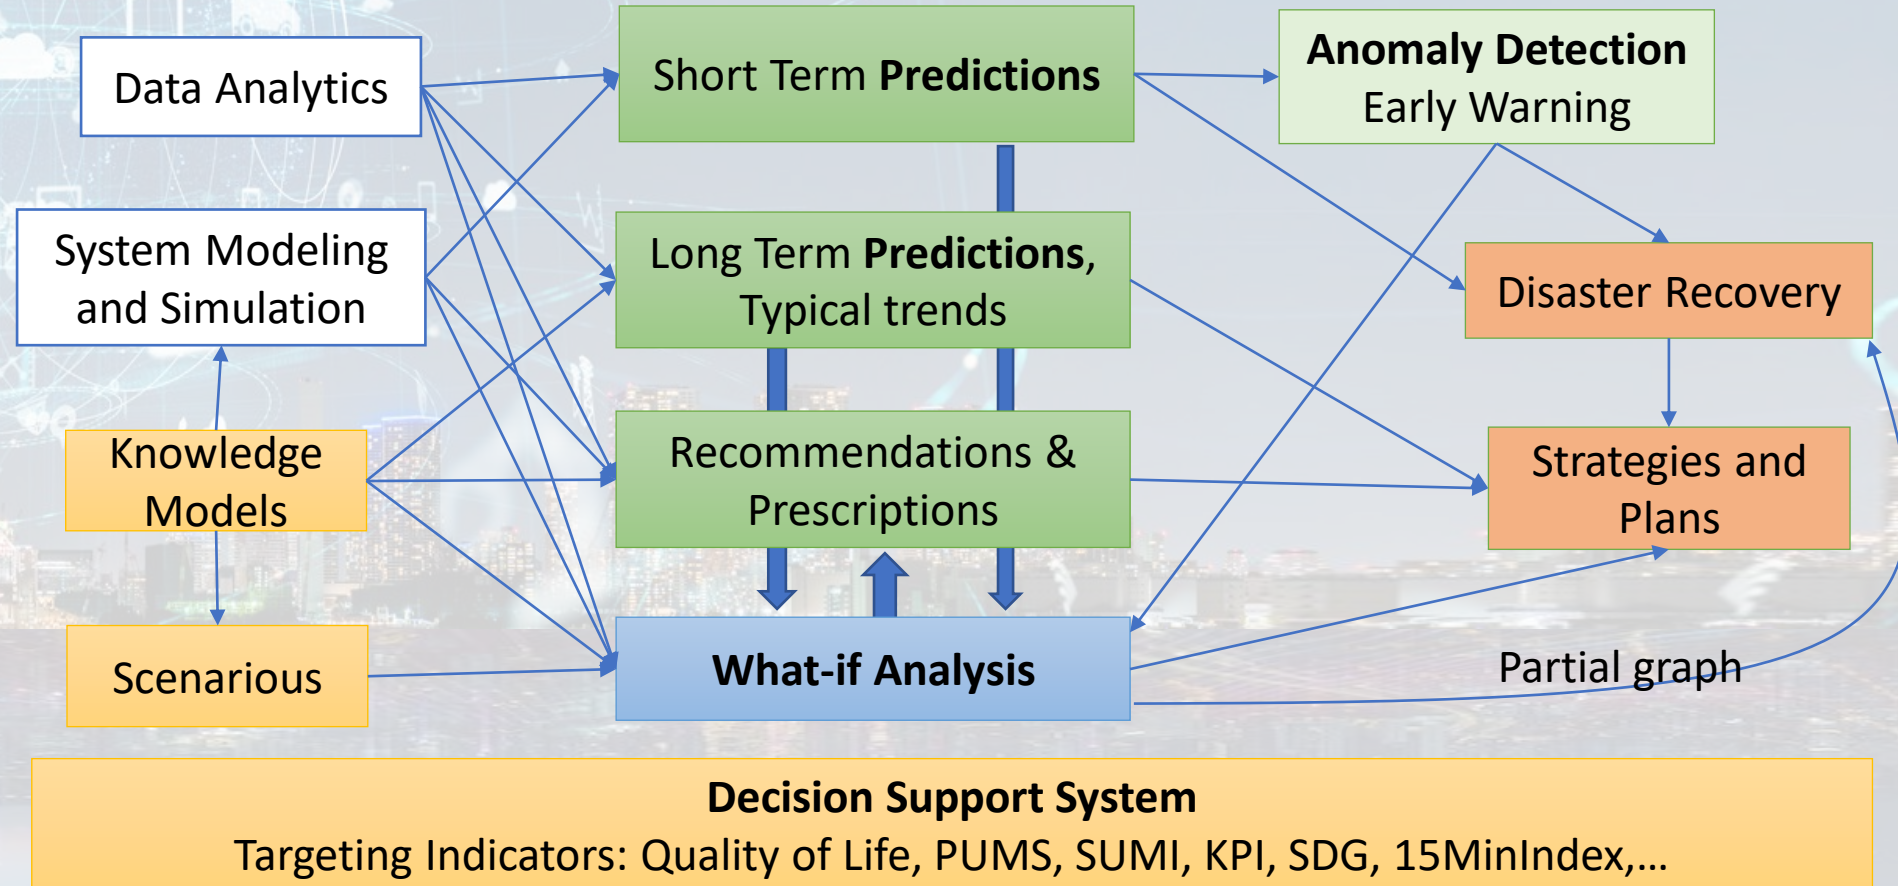 Data Analytics
Short Term Predictions
Anomaly Detection
Early Warning
System Modeling
and Simulation
Long Term Predictions,
Typical trends
Disaster Recovery
Knowledge
Models
Recommendations &
Prescriptions
Strategies and
Plans
Scenarious
What-if Analysis
Partial graph
Decision Support System
Targeting Indicators: Quality of Life, PUMS, SUMI, KPI, SDG, 15MinIndex,...